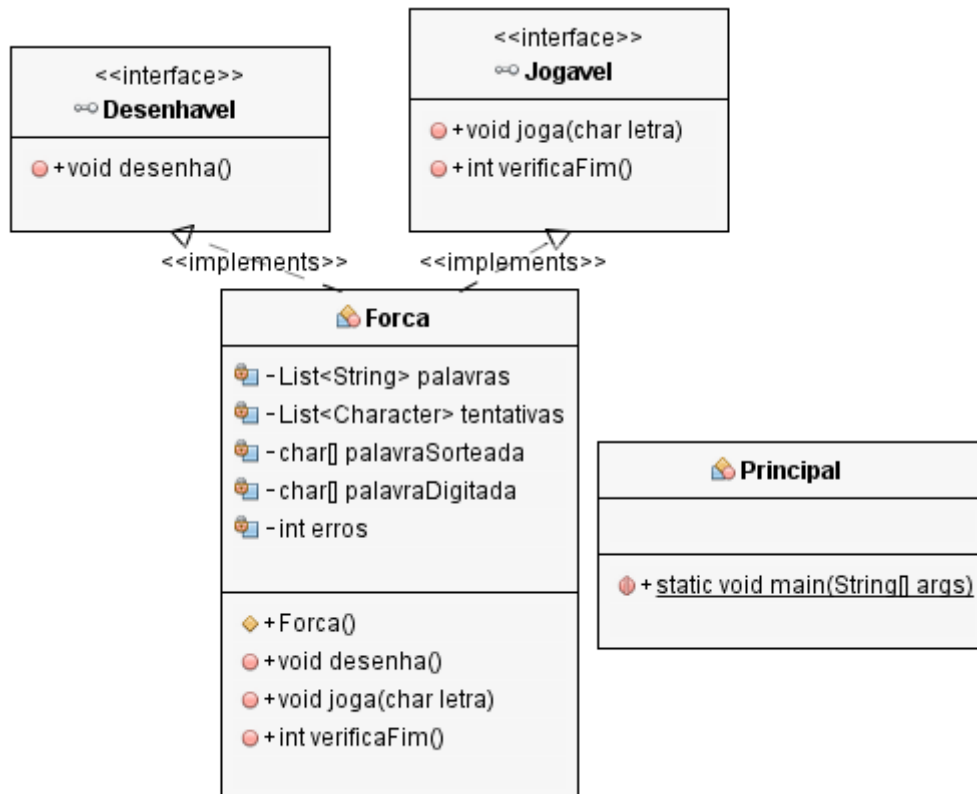 <<interface>>
Desenhavel
+void desenha()
<<interface>>
Jogavel
+void joga(char letra)
+int verificaFim()
<<implements>>
<<implements>>
Forca
-List<String> palavras
-List<Character> tentativas
-char[] palavraSorteada
-char[] palavraDigitada
-int erros
+Forca()
+void desenha()
+void joga(char letra)
+int verificaFim()
Principal
+static void main(String[] args)